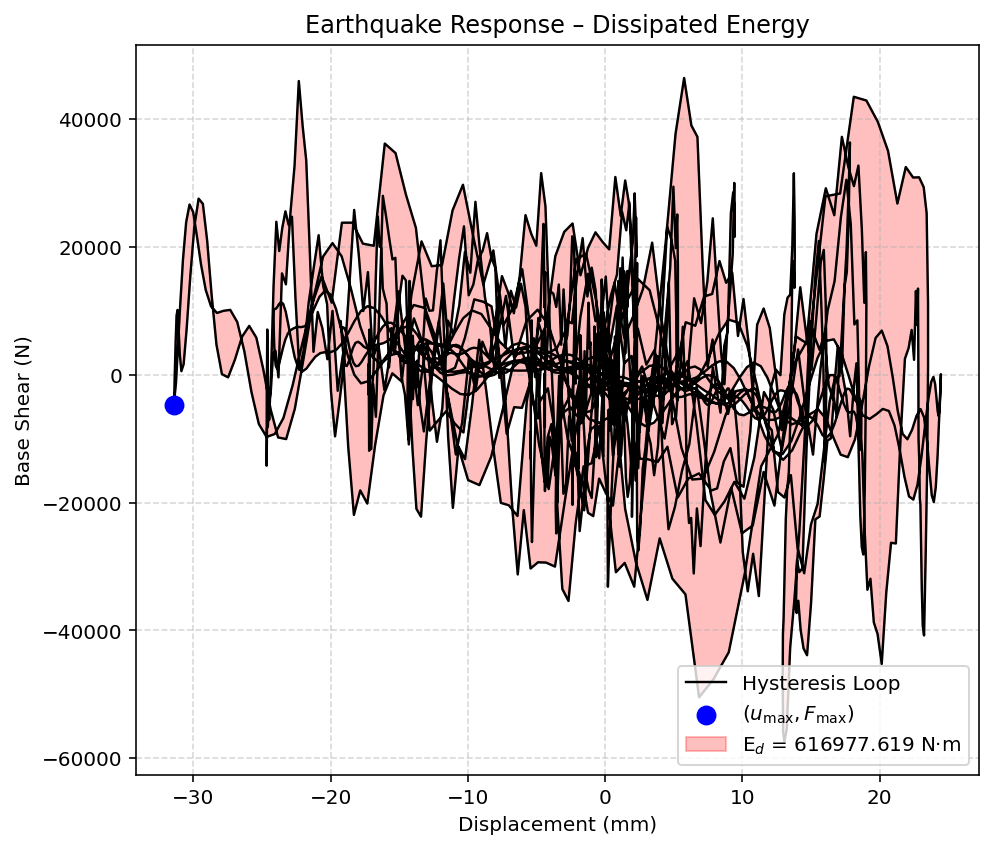 Earthquake Response – Dissipated Energy
Base Shear (N)
40000
20000
0
−20000
−40000
−60000
−30
−20
−10
0
10
20
Displacement (mm)
Hysteresis Loop
(u_max, F_max)
E_d = 616977.619 N·m